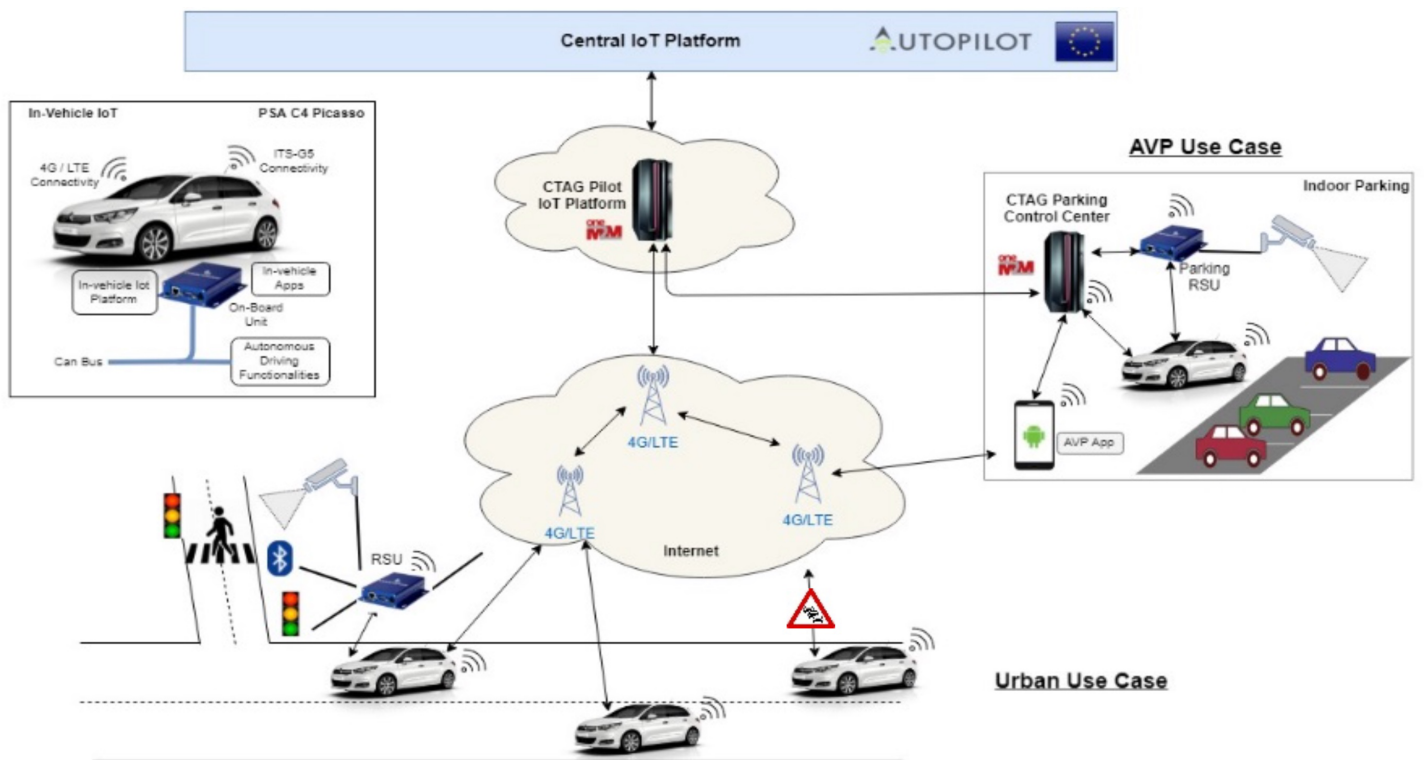 Central IoT Platform
AUTOPILOT
In-Vehicle IoT
PSA C4 Picasso
4G / LTE
Connectivity
ITS-G5
Connectivity
In-vehicle Iot
Platform
In-vehicle
Apps
On-Board
Unit
Can Bus
Autonomous
Driving
Functionalities
CTAG Pilot
IoT Platform
one
M2M
AVP Use Case
Indoor Parking
CTAG Parking
Control Center
one
M2M
Parking
RSU
AVP App
4G/LTE
4G/LTE
4G/LTE
Internet
RSU
Urban Use Case